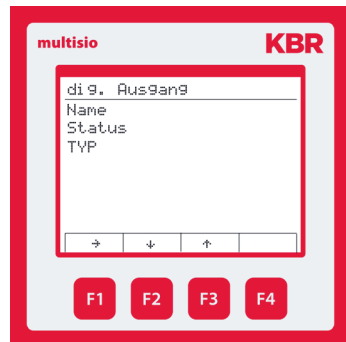 multisio KBR
dig. Ausgang
Name
Status
TYP
→ ↓ ↑
F1 F2 F3 F4